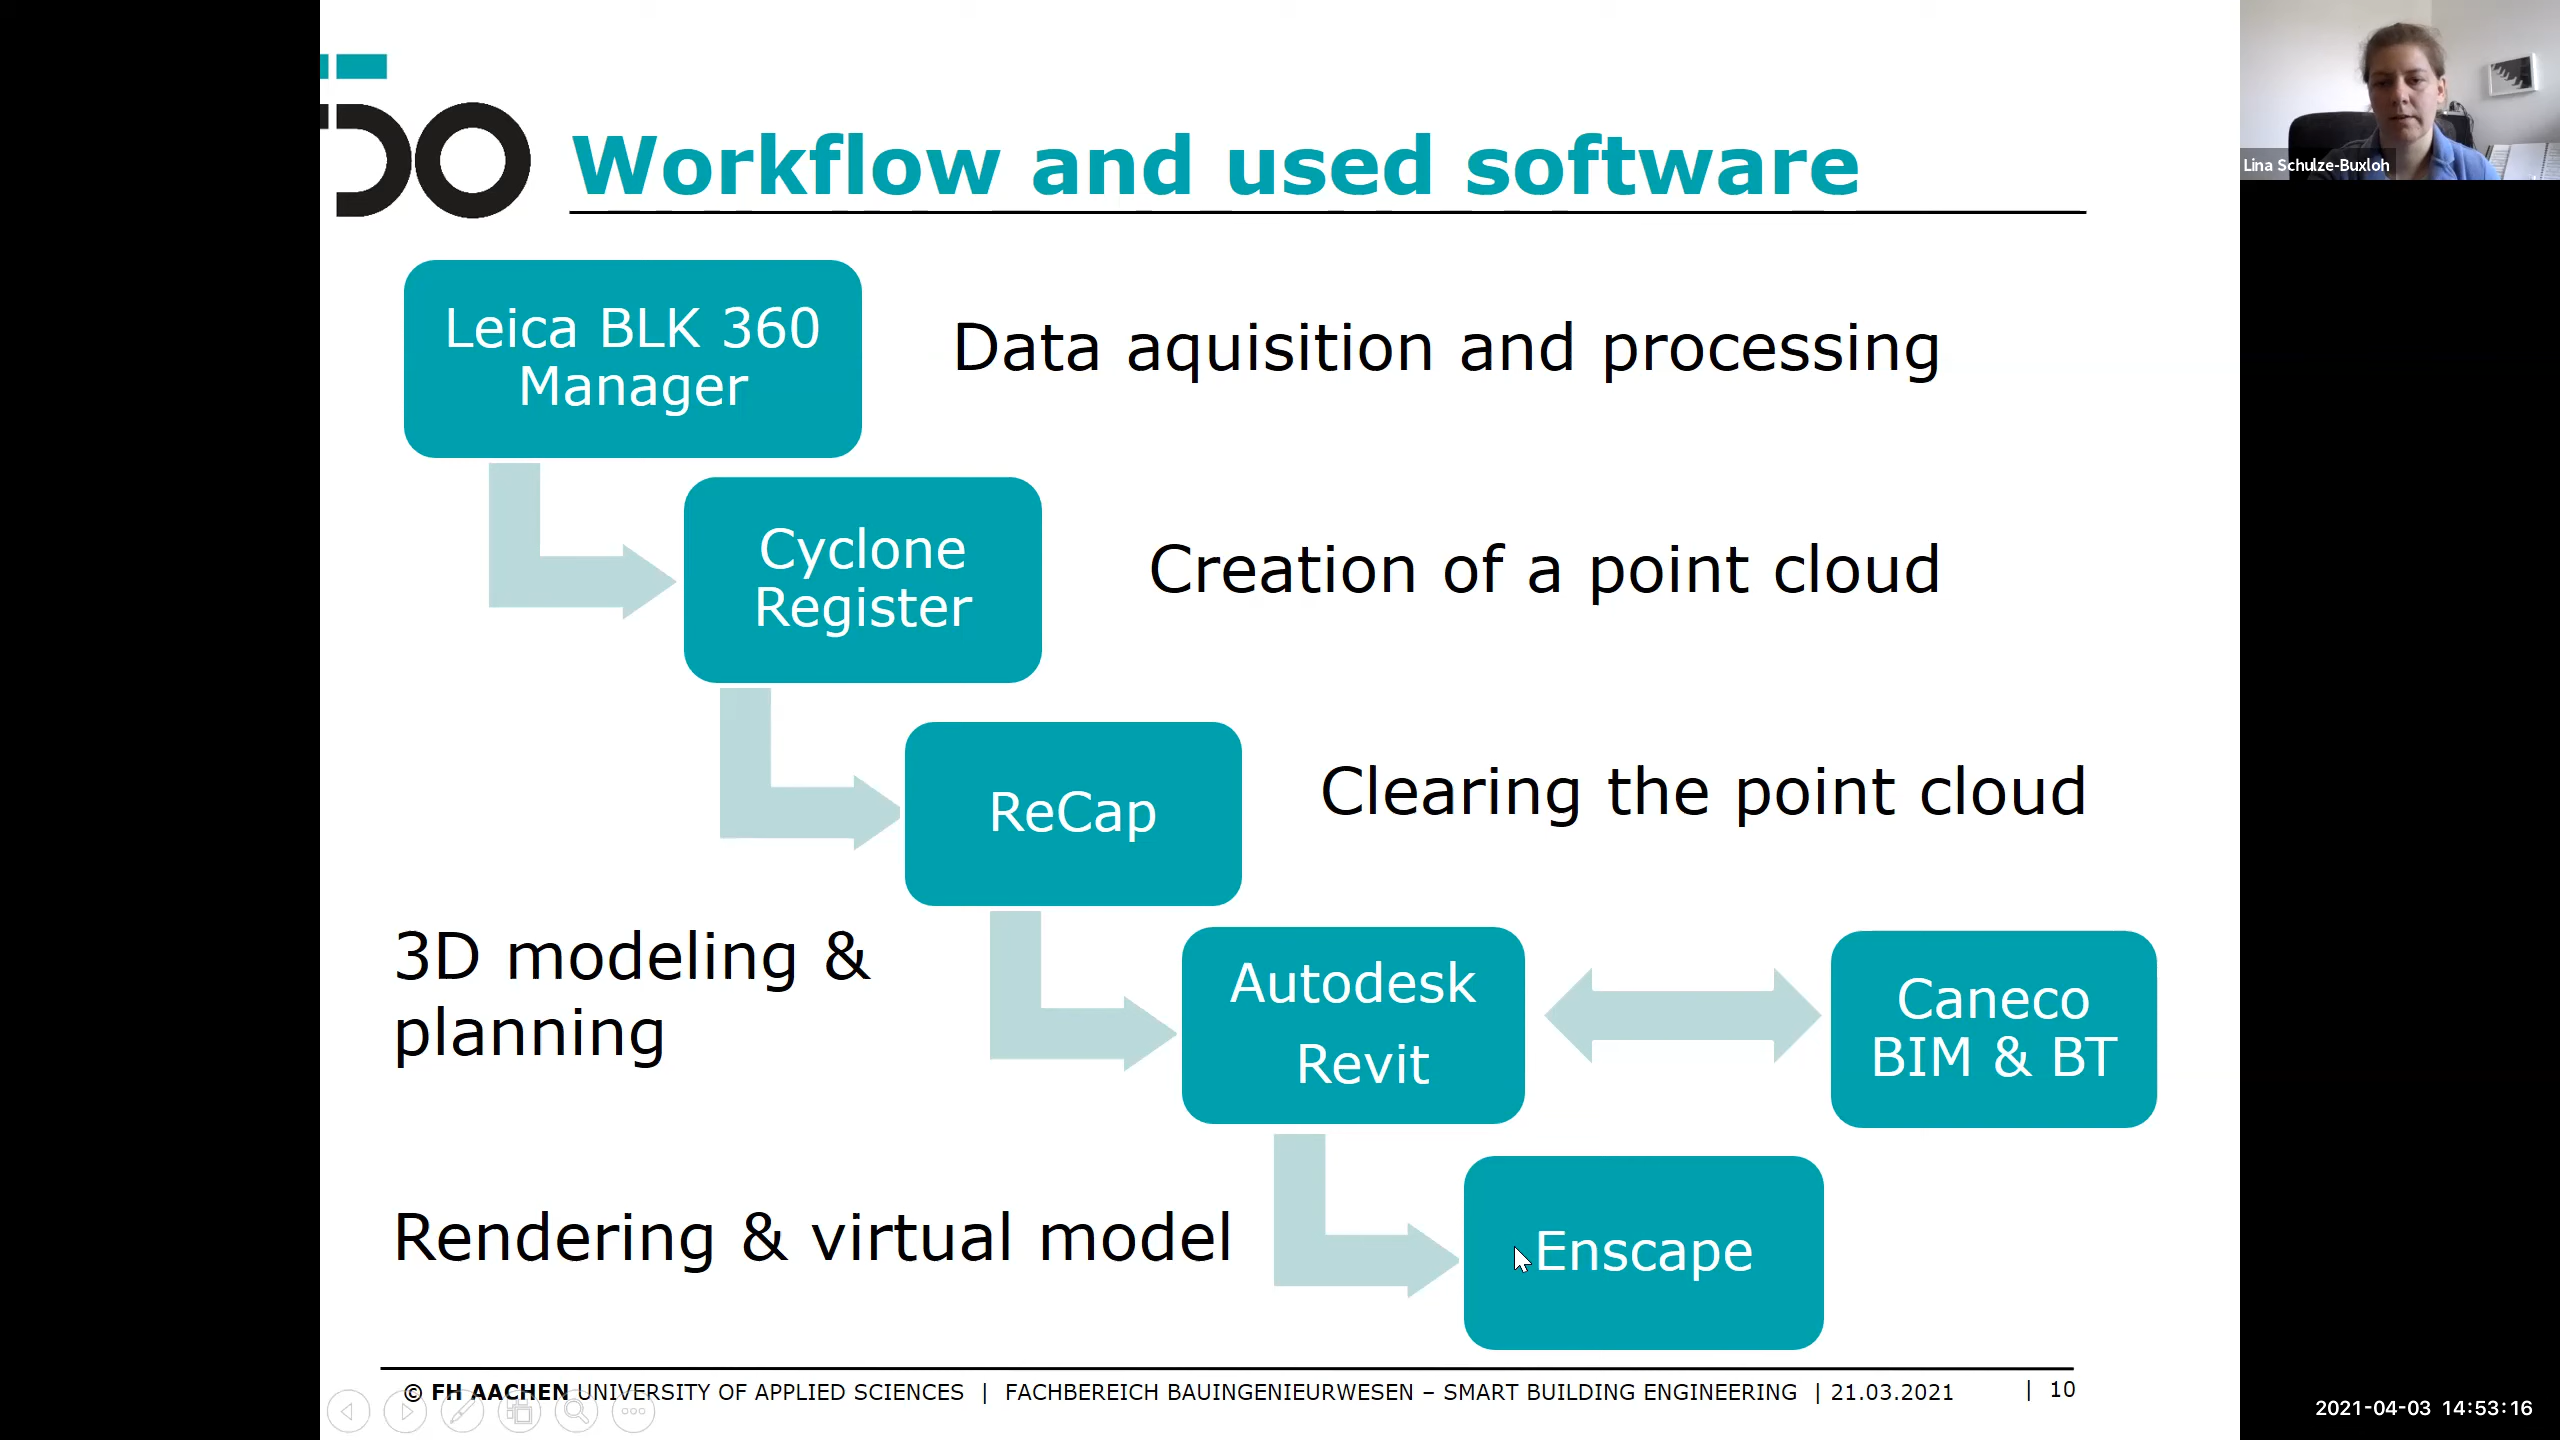 Workflow and used software
Lina Schulze-Buxloh
Leica BLK 360
Manager
Data aquisition and processing
Cyclone
Register
Creation of a point cloud
ReCap
Clearing the point cloud
3D modeling &
planning
Autodesk
Revit
Caneco
BIM & BT
Rendering & virtual model
Enscape
© FH AACHEN UNIVERSITY OF APPLIED SCIENCES | FACHBEREICH BAUINGENIEURWESEN – SMART BUILDING ENGINEERING | 21.03.2021 | 10
2021-04-03 14:53:16